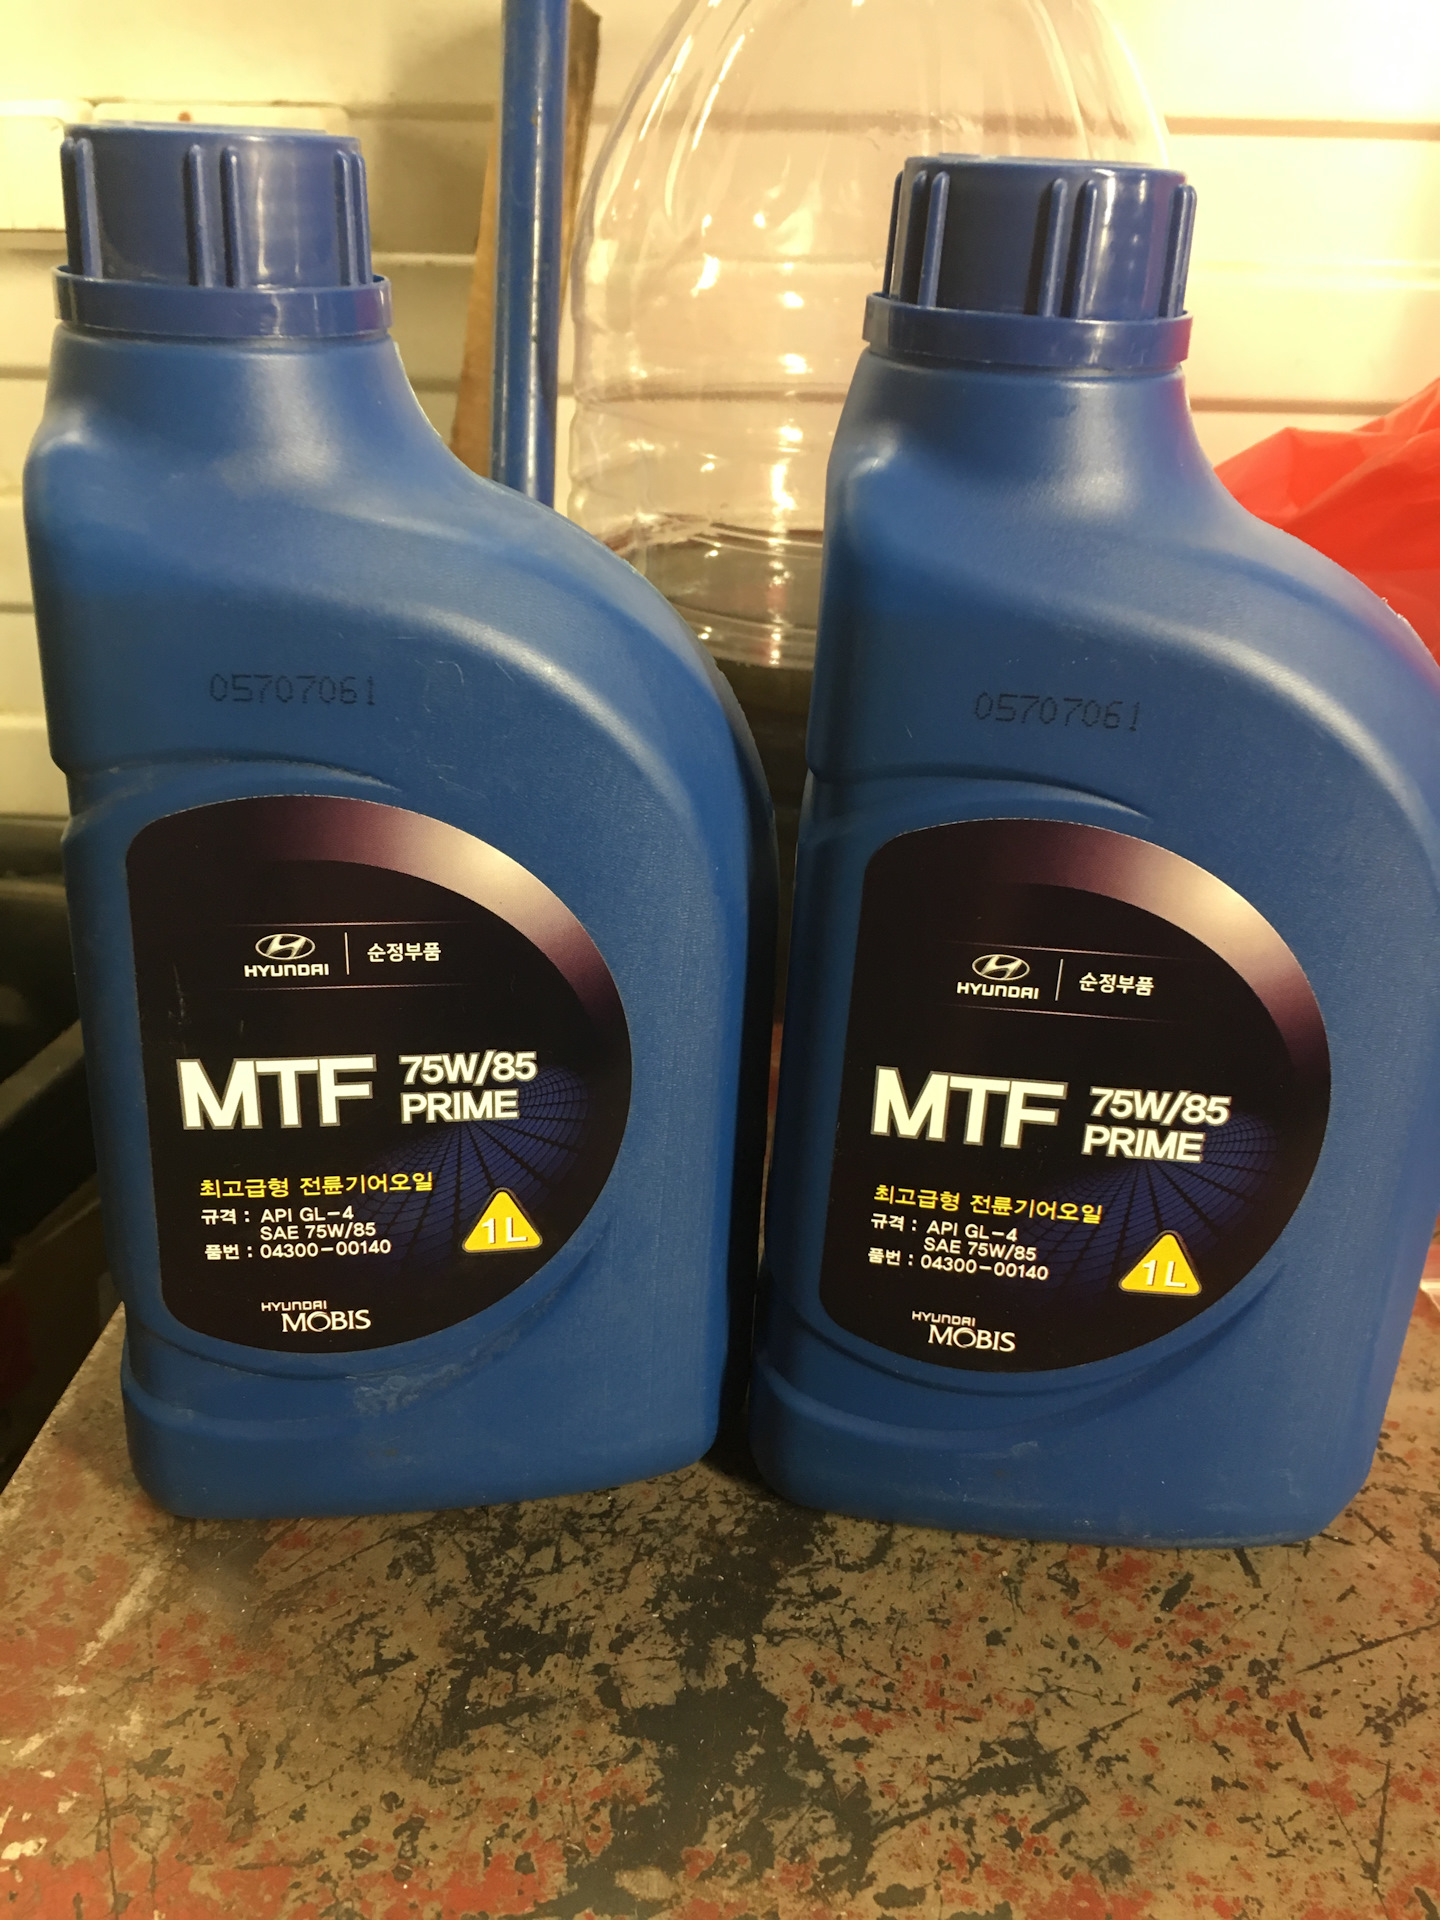 05707061
HYUNDAI
순정부품
MTF
75W/85
PRIME
최고급형 전륜기어오일
규격 : API GL-4
SAE 75W/85
품번 : 04300-00140
1L
HYUNDAI
MOBIS
05707061
HYUNDAI
순정부품
MTF
75W/85
PRIME
최고급형 전륜기어오일
규격 : API GL-4
SAE 75W/85
품번 : 04300-00140
1L
HYUNDAI
MOBIS